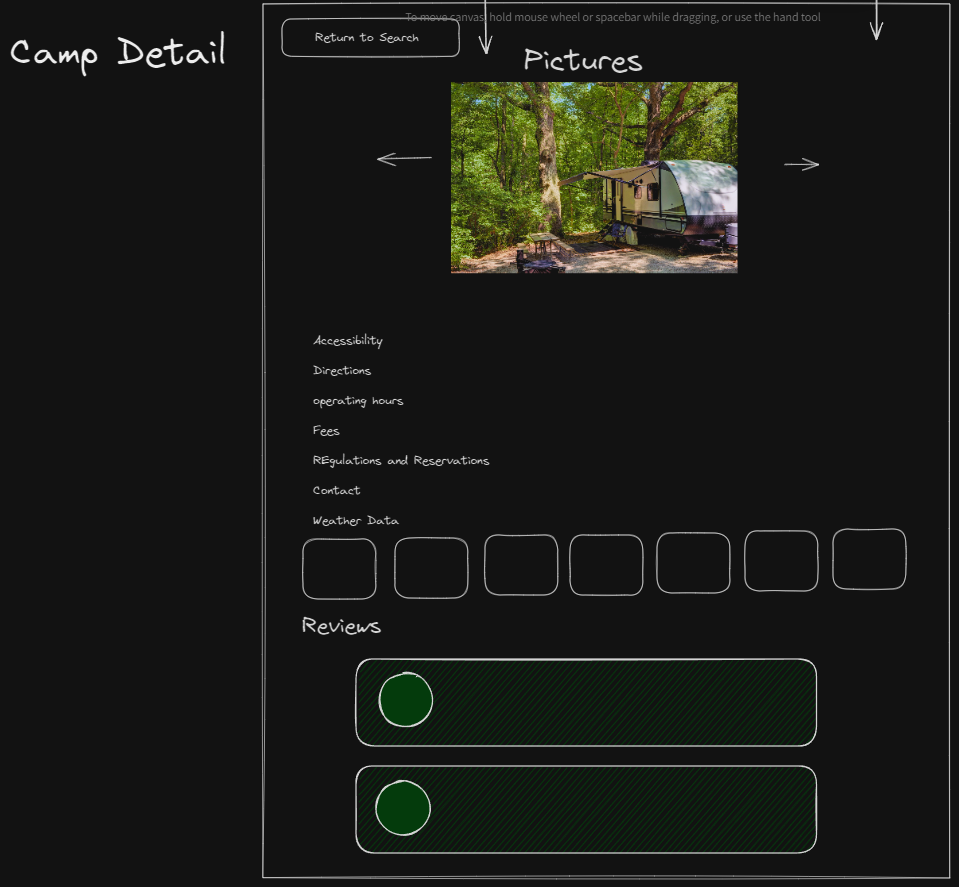 To move canvas, hold mouse wheel or spacebar while dragging, or use the hand tool
Return to Search
Camp Detail
Pictures
Accessibility
Directions
operating hours
Fees
REgulations and Reservations
Contact
Weather Data
Reviews